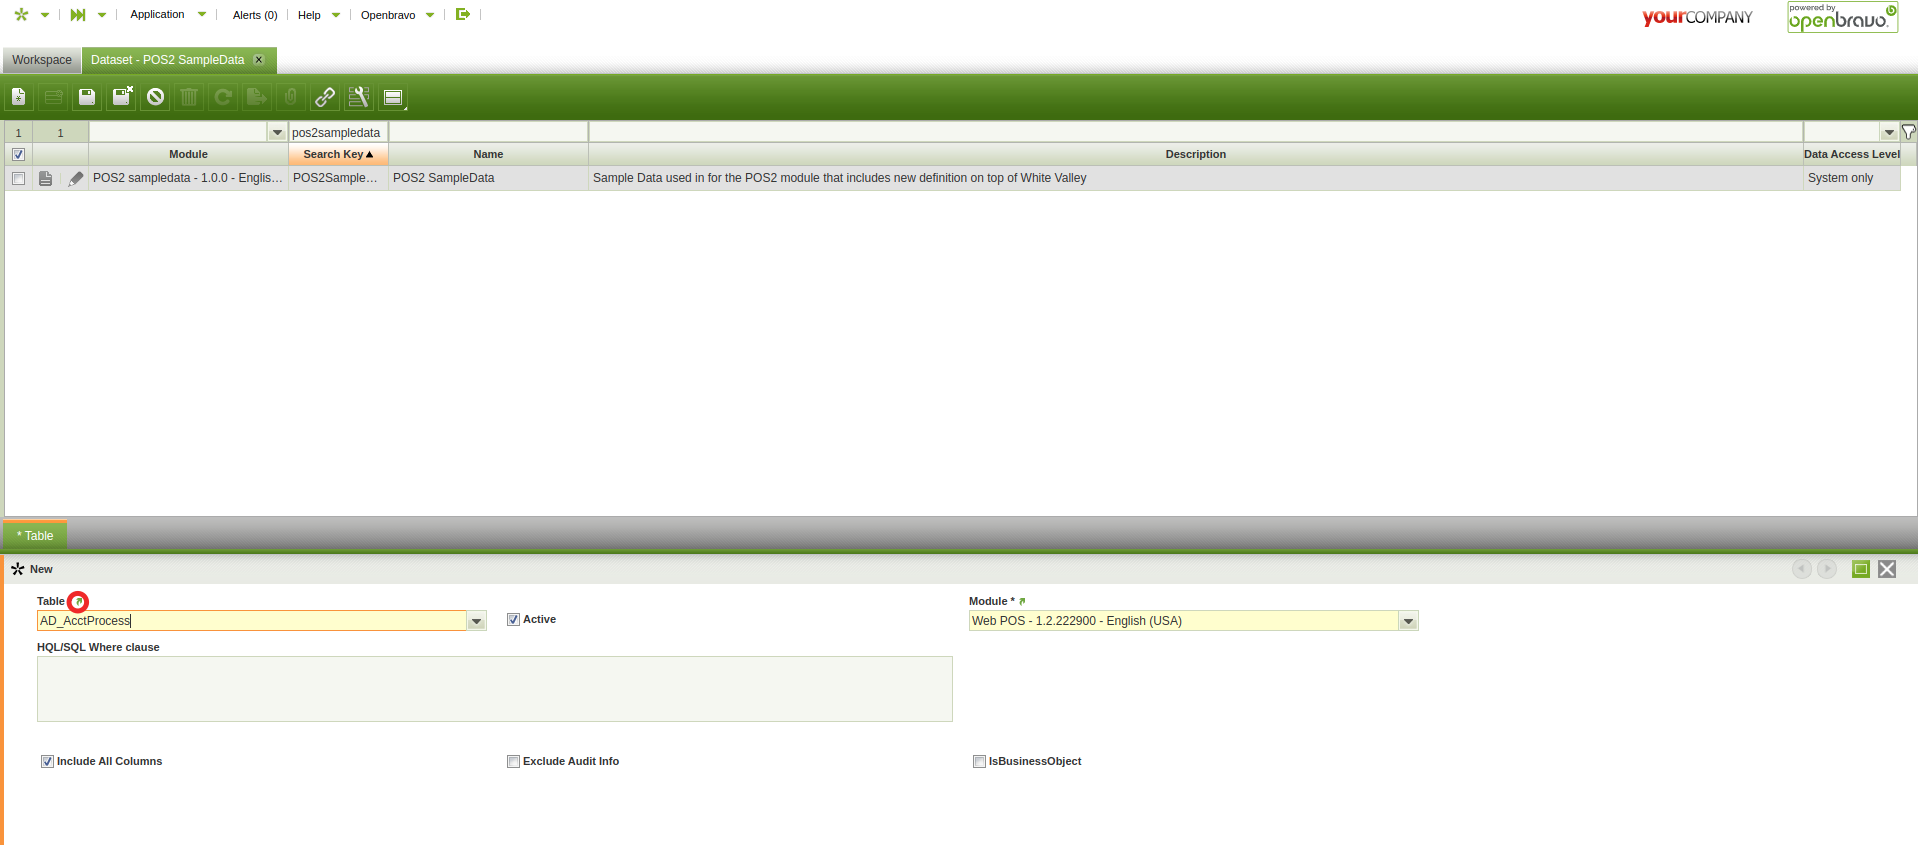 Application Alerts (0) Help Openbravo
yourCOMPANY
powered by
openbravo
Workspace Dataset - POS2 SampleData
1 1 pos2sampledata
Module Search Key Name Description Data Access Level
POS2 sampledata - 1.0.0 - Englis... POS2Sample... POS2 SampleData Sample Data used in for the POS2 module that includes new definition on top of White Valley System only
* Table
New
Table Module *
AD_AcctProcess Active Web POS - 1.2.222900 - English (USA)
HQL/SQL Where clause
Include All Columns Exclude Audit Info IsBusinessObject